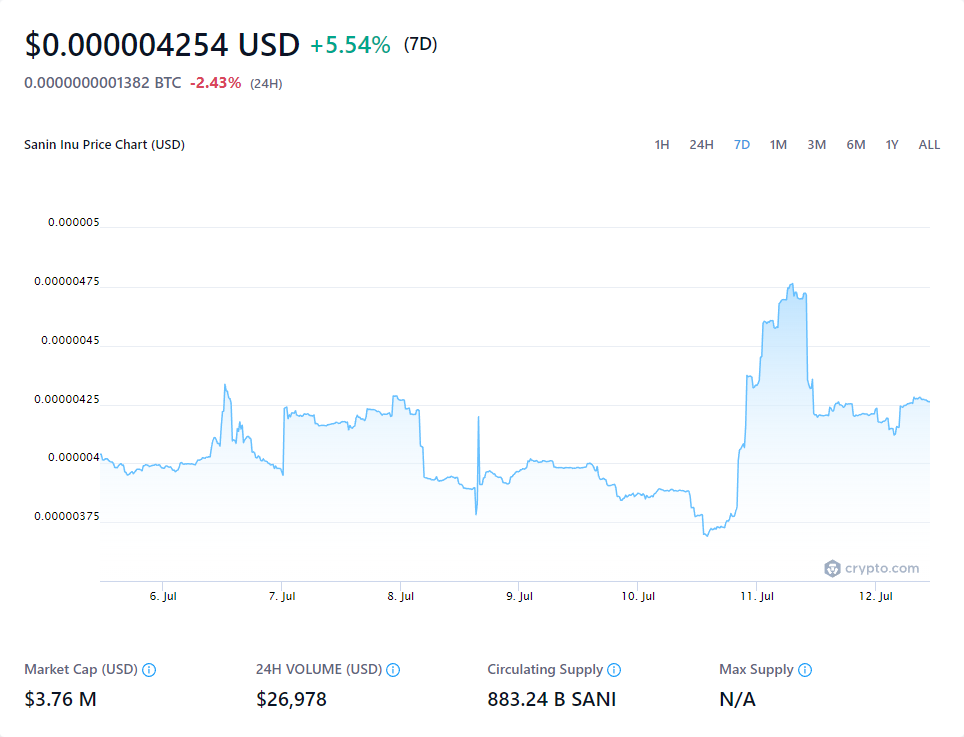 $0.000004254 USD +5.54% (7D)
0.0000000001382 BTC -2.43% (24H)
Sanin Inu Price Chart (USD) 1H 24H 7D 1M 3M 6M 1Y ALL
0.000005
0.00000475
0.0000045
0.00000425
0.000004
0.00000375
crypto.com
6. Jul 7. Jul 8. Jul 9. Jul 10. Jul 11. Jul 12. Jul
Market Cap (USD) 24H VOLUME (USD) Circulating Supply Max Supply
$3.76 M $26,978 883.24 B SANI N/A